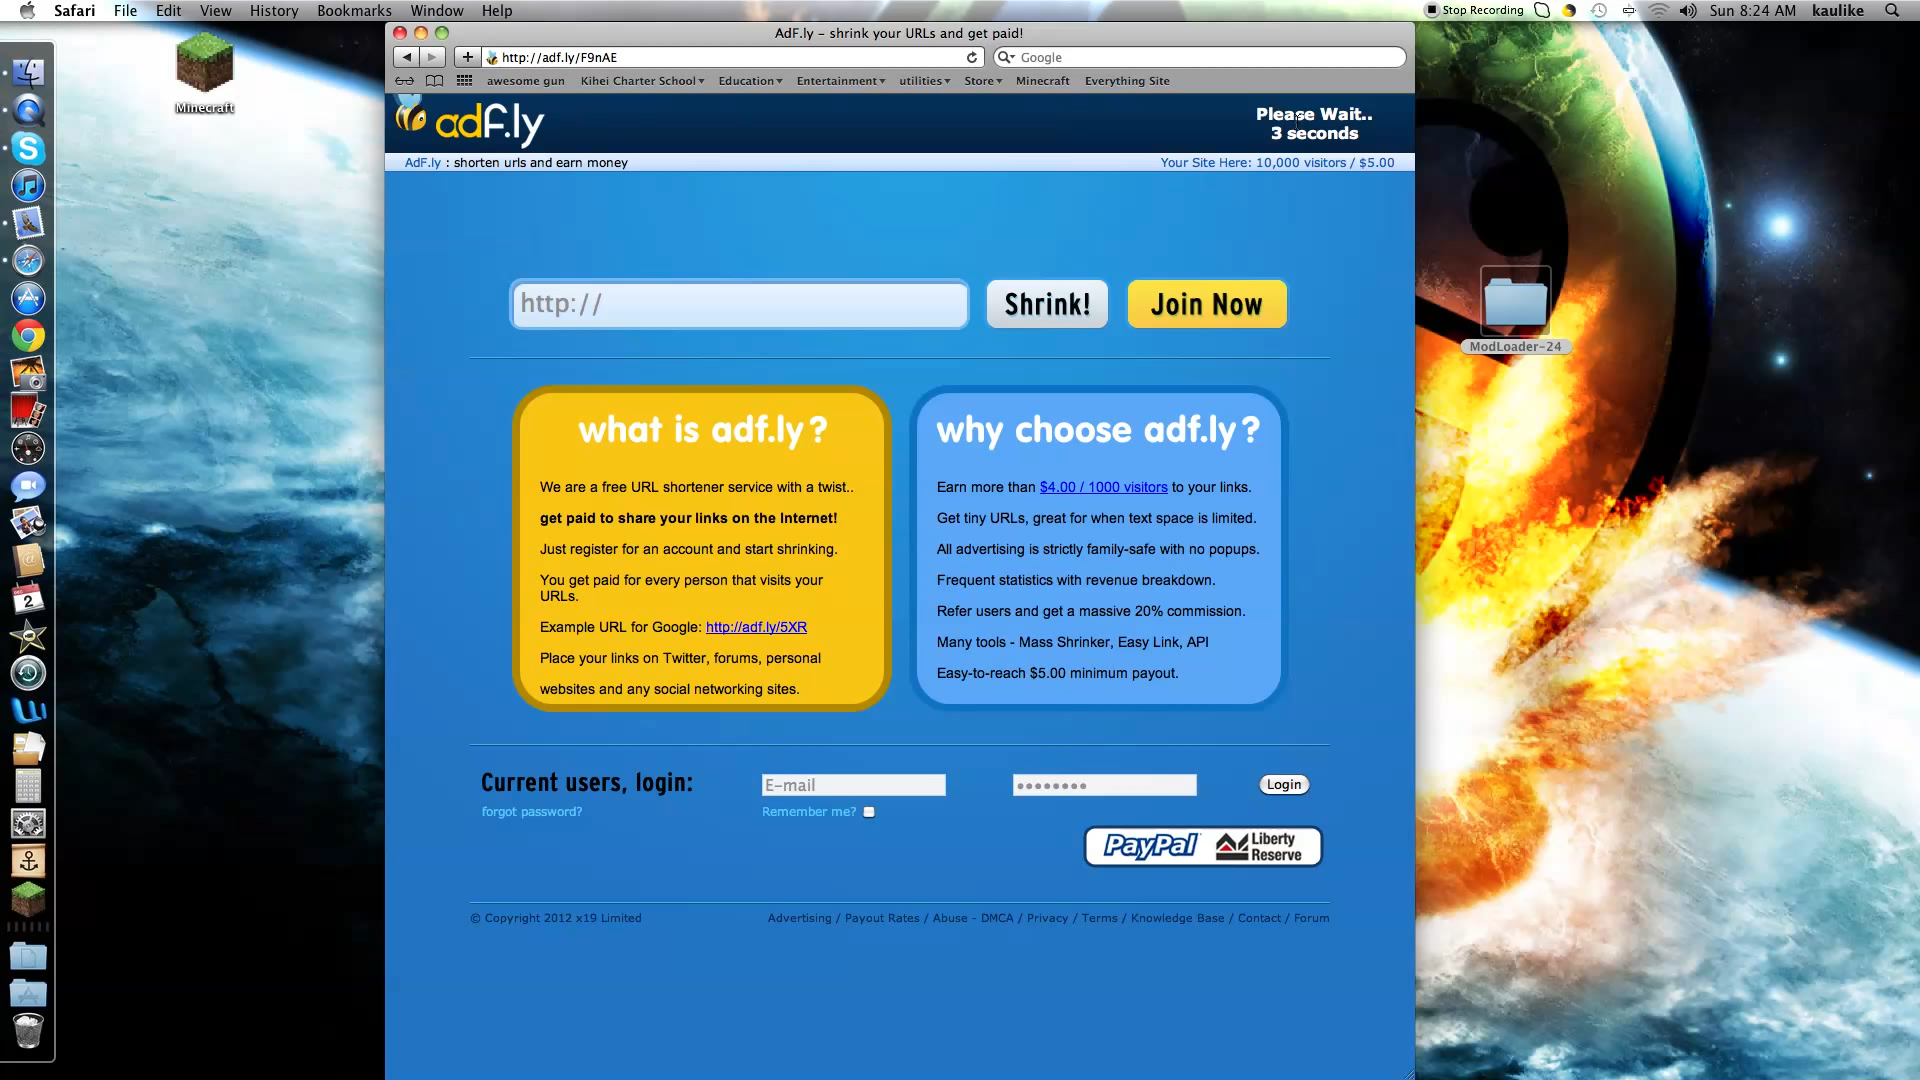 Safari File Edit View History Bookmarks Window Help
Stop Recording Sun 8:24 AM kaulike
AdF.ly - shrink your URLs and get paid!
http://adf.ly/F9nAE Google
awesome gun Kihei Charter School Education Entertainment utilities Store Minecraft Everything Site
Minecraft
adf.ly
Please Wait..
3 seconds
AdF.ly : shorten urls and earn money
Your Site Here: 10,000 visitors / $5.00
http://
Shrink!
Join Now
ModLoader-24
what is adf.ly?
We are a free URL shortener service with a twist..
get paid to share your links on the Internet!
Just register for an account and start shrinking.
You get paid for every person that visits your
URLs.
Example URL for Google: http://adf.ly/5XR
Place your links on Twitter, forums, personal
websites and any social networking sites.
why choose adf.ly?
Earn more than $4.00 / 1000 visitors to your links.
Get tiny URLs, great for when text space is limited.
All advertising is strictly family-safe with no popups.
Frequent statistics with revenue breakdown.
Refer users and get a massive 20% commission.
Many tools - Mass Shrinker, Easy Link, API
Easy-to-reach $5.00 minimum payout.
Current users, login:
E-mail
••••••••
Login
forgot password?
Remember me?
PayPal Liberty
Reserve
© Copyright 2012 x19 Limited
Advertising / Payout Rates / Abuse - DMCA / Privacy / Terms / Knowledge Base / Contact / Forum
2